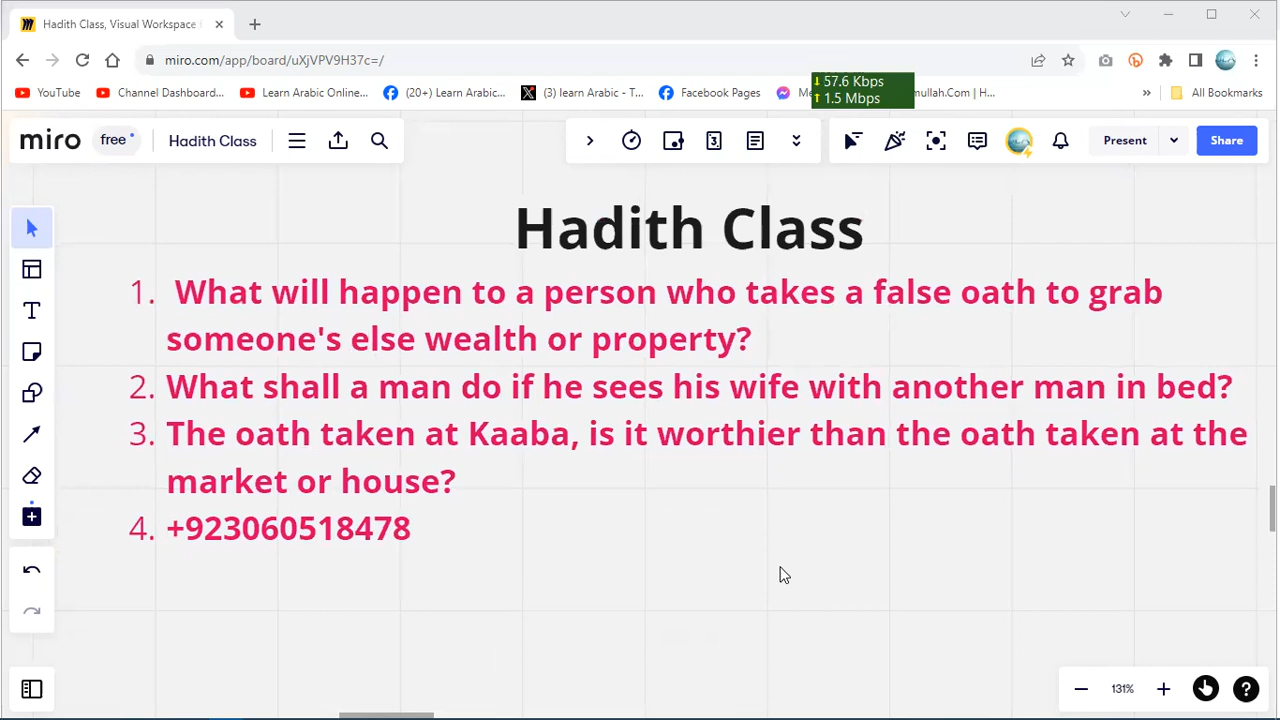 Hadith Class, Visual Workspace
miro.com/app/board/uXjVPV9H37c=/
57.6 Kbps
1.5 Mbps
YouTube
Channel Dashboard...
Learn Arabic Online...
(20+) Learn Arabic...
(3) learn Arabic - T...
Facebook Pages
mullah.Com | H...
All Bookmarks
miro
free
Hadith Class
3
Present
Share
Hadith Class
1. What will happen to a person who takes a false oath to grab
someone's else wealth or property?
2. What shall a man do if he sees his wife with another man in bed?
3. The oath taken at Kaaba, is it worthier than the oath taken at the
market or house?
4. +923060518478
131%